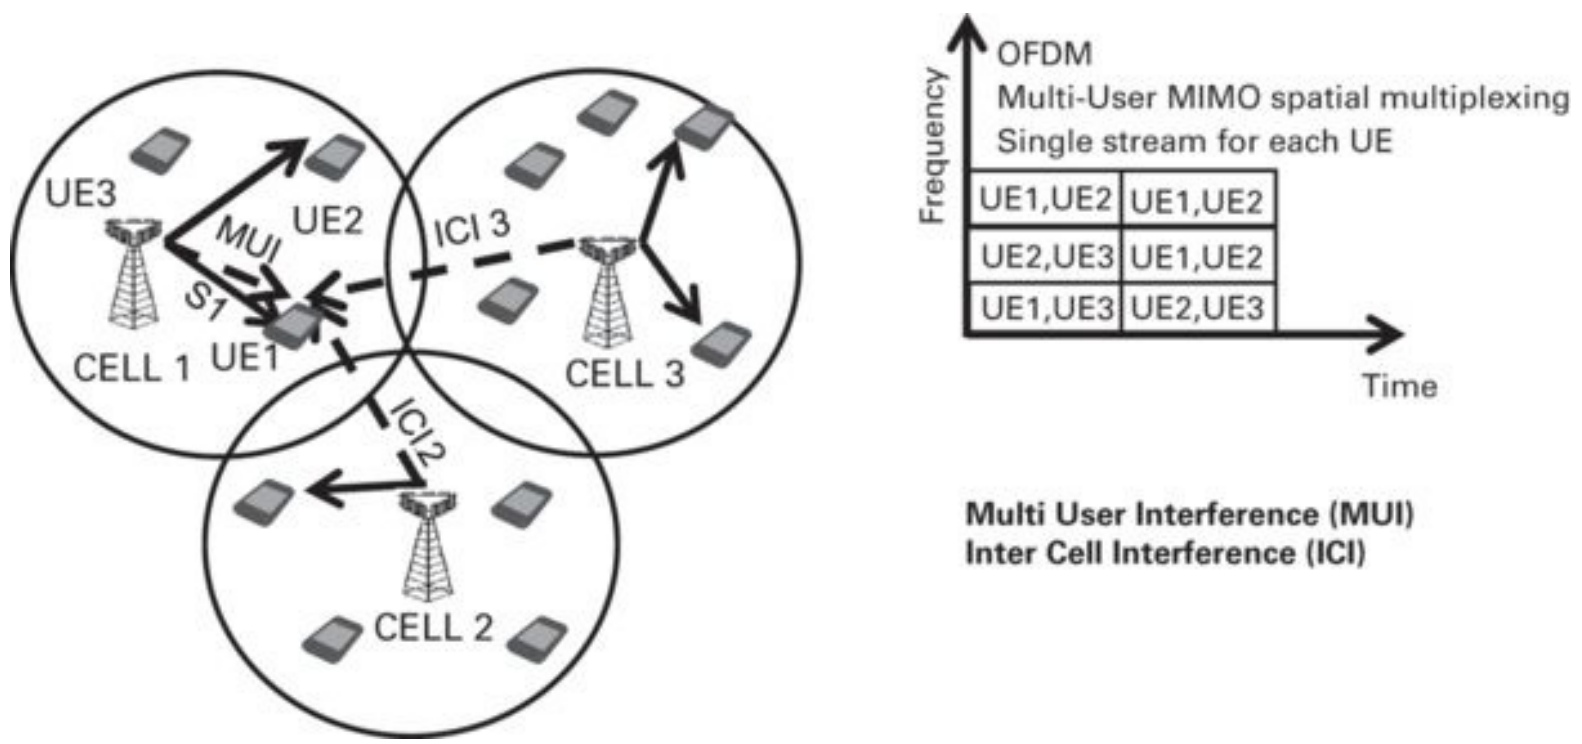 UE3
UE2
MUI
S1
UE1
CELL 1
ICI 3
CELL 3
ICI 2
CELL 2
Frequency
OFDM
Multi-User MIMO spatial multiplexing
Single stream for each UE
UE1,UE2 UE1,UE2
UE2,UE3 UE1,UE2
UE1,UE3 UE2,UE3
Time
Multi User Interference (MUI)
Inter Cell Interference (ICI)